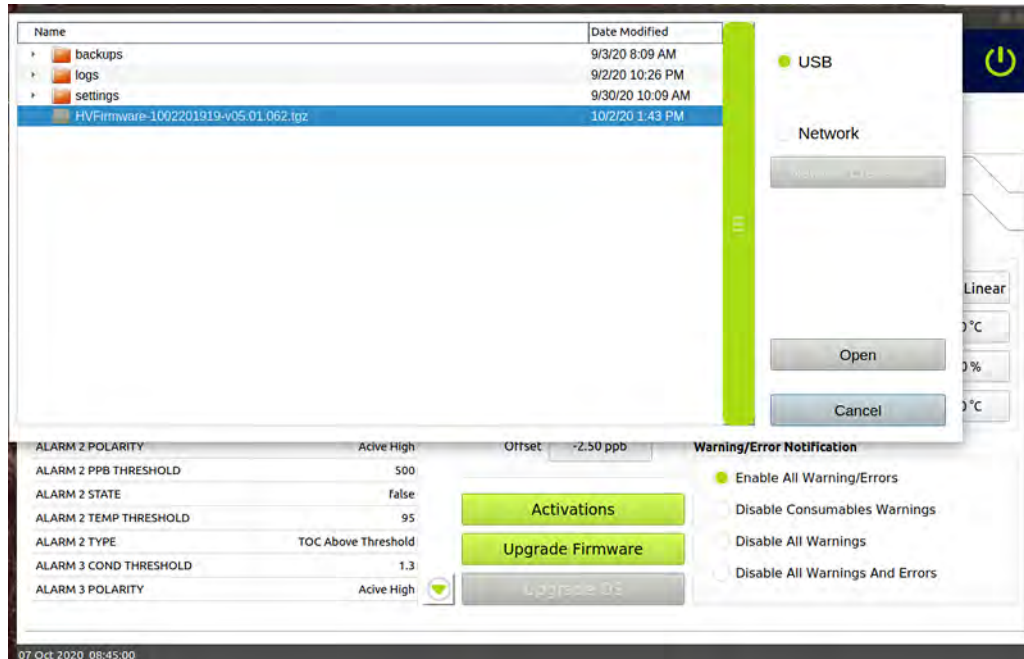 Name Date Modified
backups 9/3/20 8:09 AM
logs 9/2/20 10:26 PM
settings 9/30/20 10:09 AM
HVFirmware-1002201919-v05.01.062.tgz 10/2/20 1:43 PM
USB
Network
Open
Cancel
Linear
0 °C
0 %
0 °C
ALARM 2 POLARITY Acive High
ALARM 2 PPB THRESHOLD 500
ALARM 2 STATE false
ALARM 2 TEMP THRESHOLD 95
ALARM 2 TYPE TOC Above Threshold
ALARM 3 COND THRESHOLD 1.3
ALARM 3 POLARITY Acive High
Offset -2.50 ppb
Activations
Upgrade Firmware
Upgrade OS
Warning/Error Notification
Enable All Warning/Errors
Disable Consumables Warnings
Disable All Warnings
Disable All Warnings And Errors
07 Oct 2020 08:45:00